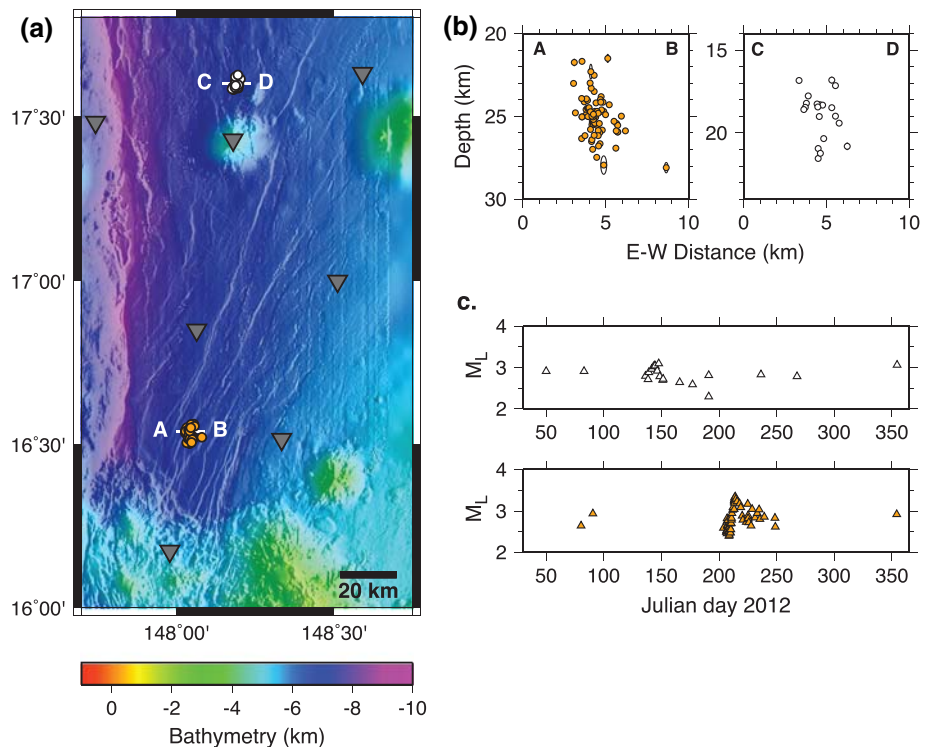 (a)
C D
A B
17˚30'
17˚00'
16˚30'
16˚00'
148˚00' 148˚30'
20 km
0 -2 -4 -6 -8 -10
Bathymetry (km)
(b)
A B
20
25
30
Depth (km)
0 5 10
C D
15
20
0 5 10
E-W Distance (km)
c.
4
3
2
ML
50 100 150 200 250 300 350
4
3
2
ML
50 100 150 200 250 300 350
Julian day 2012